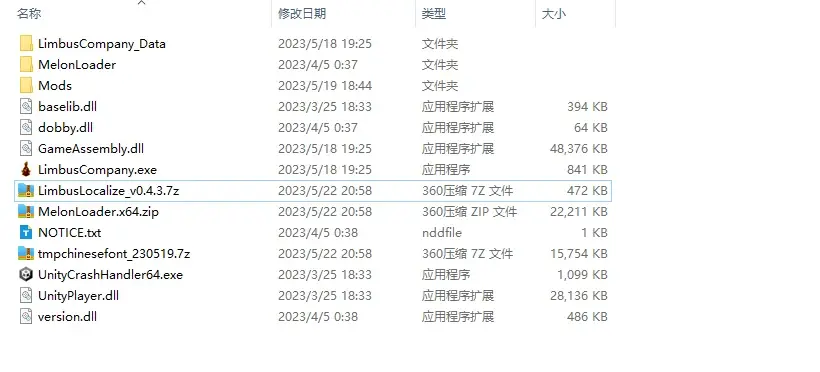 名称 修改日期 类型 大小
LimbusCompany_Data 2023/5/18 19:25 文件夹
MelonLoader 2023/4/5 0:37 文件夹
Mods 2023/5/19 18:44 文件夹
baselib.dll 2023/3/25 18:33 应用程序扩展 394 KB
dobby.dll 2023/4/5 0:37 应用程序扩展 64 KB
GameAssembly.dll 2023/5/18 19:25 应用程序扩展 48,376 KB
LimbusCompany.exe 2023/5/18 19:25 应用程序 841 KB
LimbusLocalize_v0.4.3.7z 2023/5/22 20:58 360压缩 7Z 文件 472 KB
MelonLoader.x64.zip 2023/5/22 20:58 360压缩 ZIP 文件 22,211 KB
NOTICE.txt 2023/4/5 0:38 nddfile 1 KB
tmpchinesefont_230519.7z 2023/5/22 20:58 360压缩 7Z 文件 15,754 KB
UnityCrashHandler64.exe 2023/3/25 18:33 应用程序 1,099 KB
UnityPlayer.dll 2023/3/25 18:33 应用程序扩展 28,136 KB
version.dll 2023/4/5 0:38 应用程序扩展 486 KB